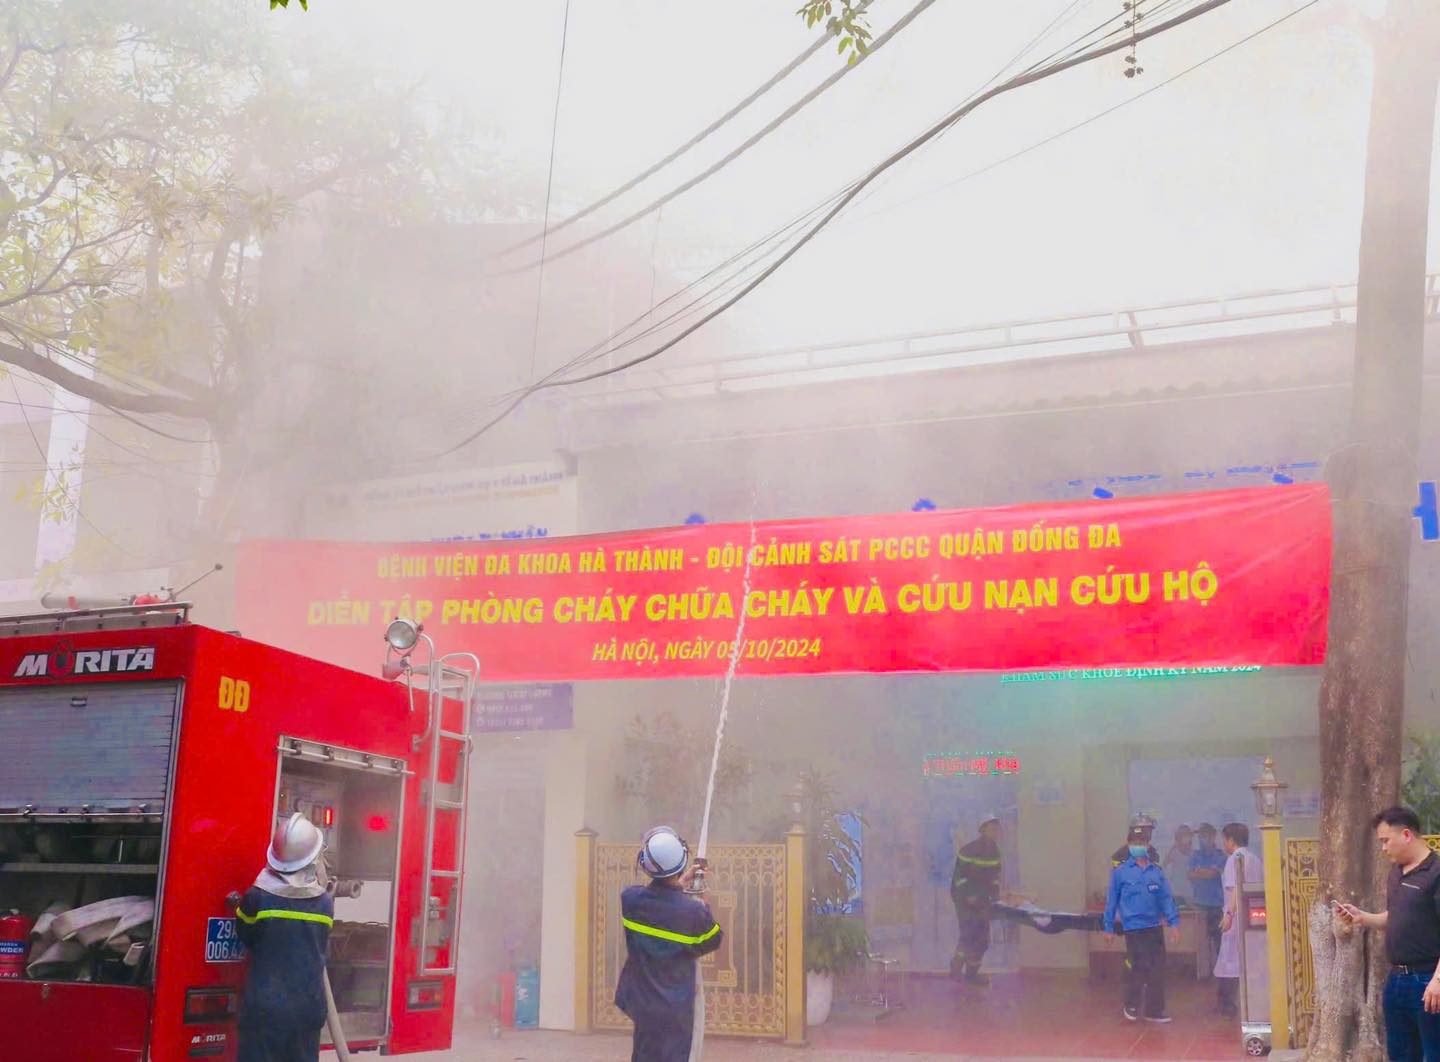 BỆNH VIỆN ĐA KHOA HÀ THÀNH - ĐỘI CẢNH SÁT PCCC QUẬN ĐỐNG ĐA
DIỄN TẬP PHÒNG CHÁY CHỮA CHÁY VÀ CỨU NẠN CỨU HỘ
HÀ NỘI, NGÀY 05/10/2024
KHÁM SỨC KHỎE ĐỊNH KỲ NĂM 2024
MORITA
ĐĐ
29A
MORITA